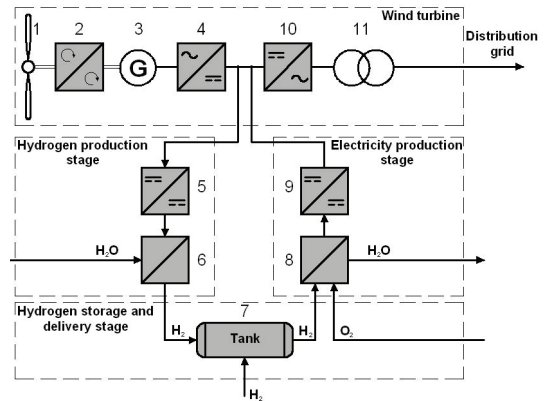 Wind turbine
1 2 3 4 10 11
G
Distribution
grid
Hydrogen production
stage
Electricity production
stage
5
9
H₂O
6
8
H₂O
Hydrogen storage and
delivery stage
7
H₂
Tank
H₂
O₂
H₂